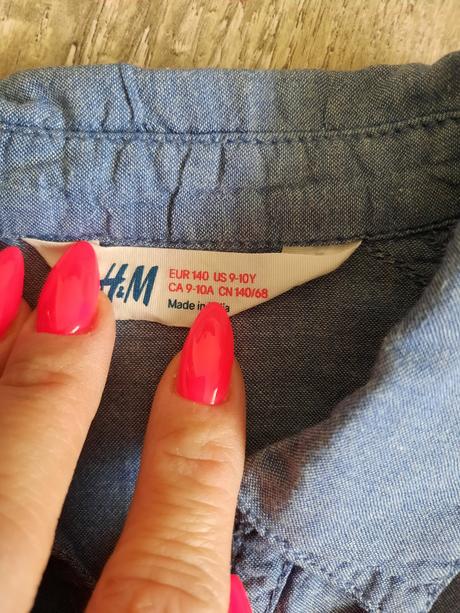 H&M
EUR 140 US 9-10Y
CA 9-10A CN 140/68
Made in